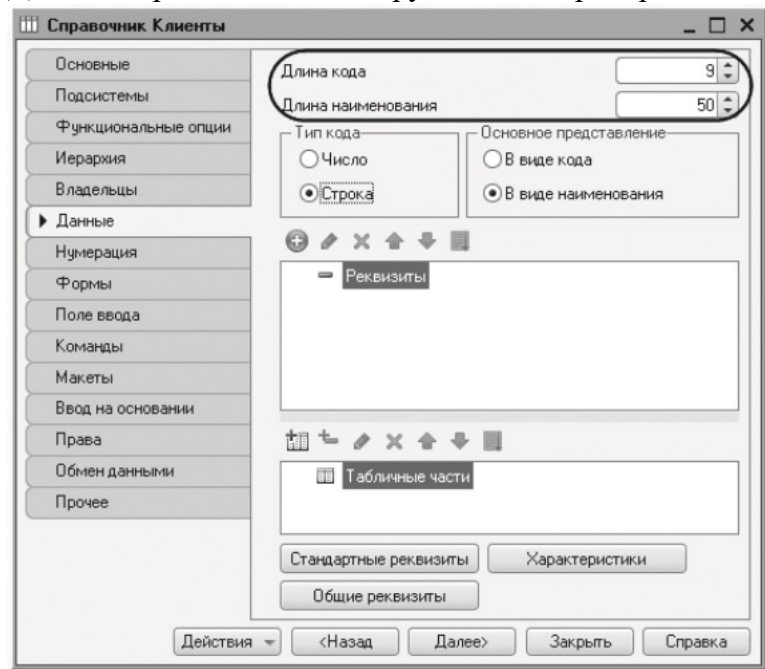 Справочник Клиенты
Основные
Подсистемы
Функциональные опции
Иерархия
Владельцы
Данные
Нумерация
Формы
Поле ввода
Команды
Макеты
Ввод на основании
Права
Обмен данными
Прочее
Длина кода 9
Длина наименования 50
Тип кода Основное представление
Число В виде кода
Строка В виде наименования
Реквизиты
Табличные части
Стандартные реквизиты Характеристики
Общие реквизиты
Действия <Назад Далее> Закрыть Справка